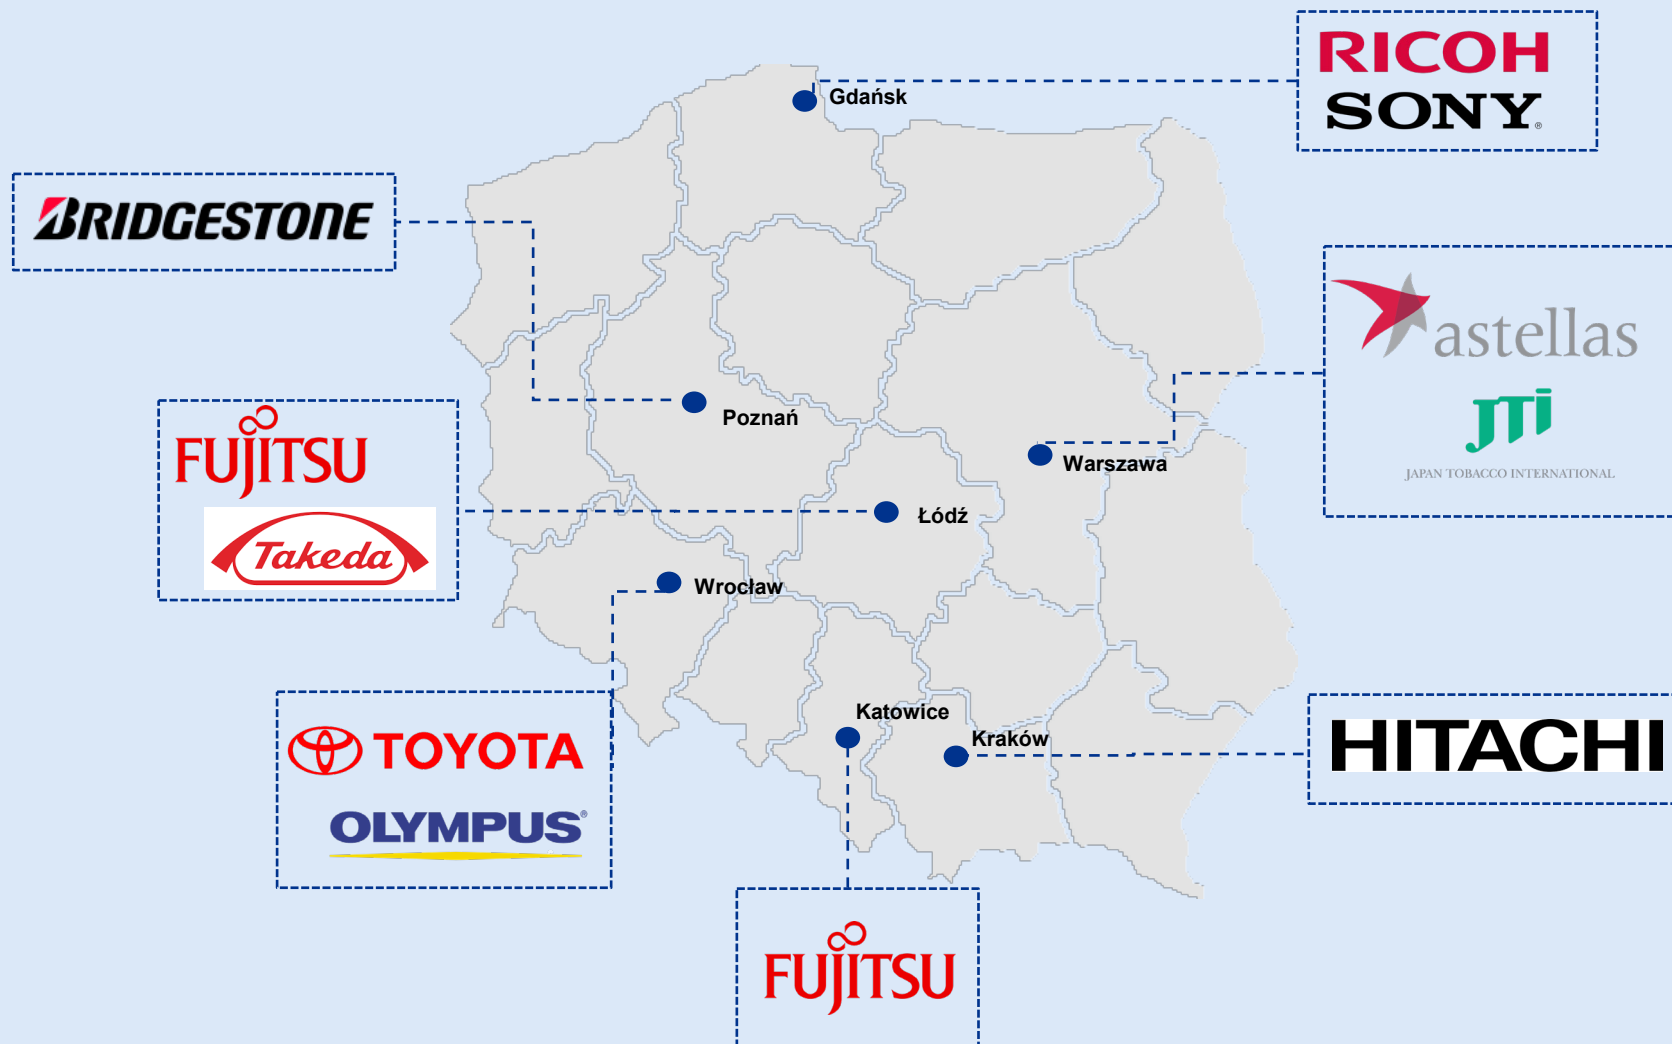 RICOH
SONY®
Gdańsk
BRIDGESTONE
astellas
JTi
JAPAN TOBACCO INTERNATIONAL
Poznań
FUJITSU
Warszawa
Łódź
Takeda
Wrocław
Katowice
Kraków
TOYOTA
HITACHI
OLYMPUS®
FUJITSU